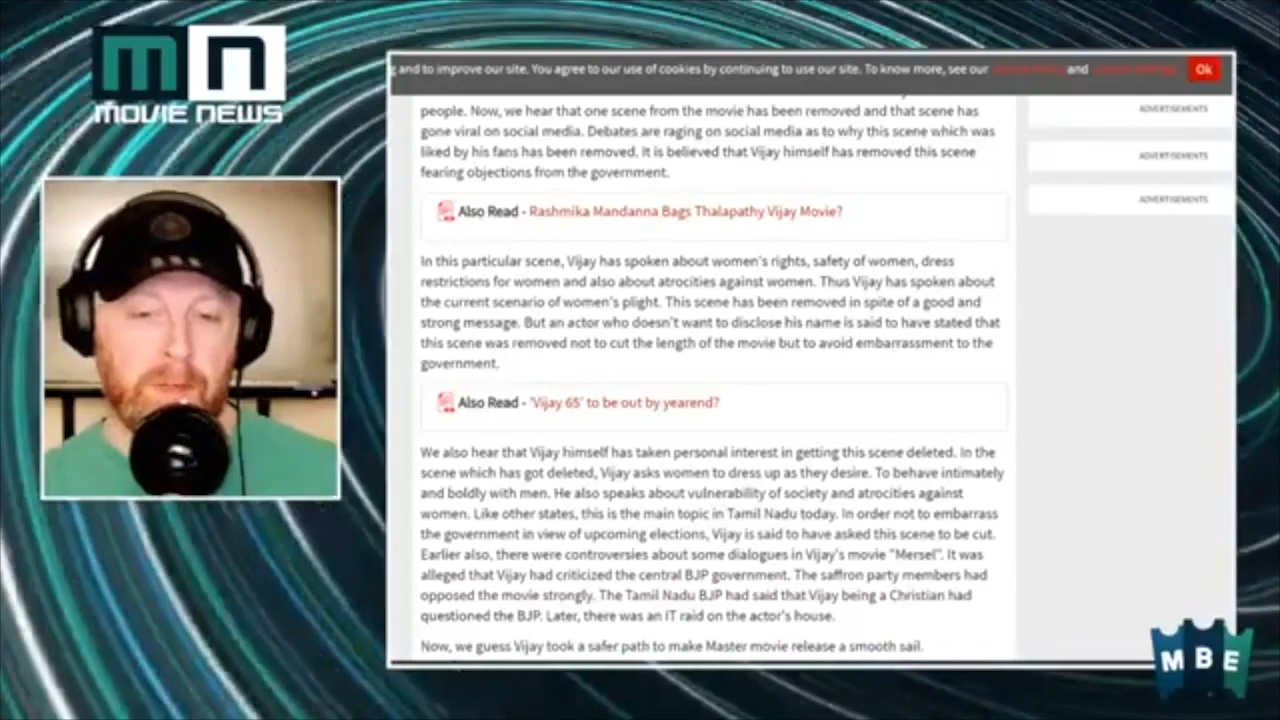 mn
MOVIE NEWS
g and to improve our site. You agree to our use of cookies by continuing to use our site. To know more, see our and Ok
people. Now, we hear that one scene from the movie has been removed and that scene has
gone viral on social media. Debates are raging on social media as to why this scene which was
liked by his fans has been removed. It is believed that Vijay himself has removed this scene
fearing objections from the government.
Also Read - Rashmika Mandanna Bags Thalapathy Vijay Movie?
In this particular scene, Vijay has spoken about women's rights, safety of women, dress
restrictions for women and also about atrocities against women. Thus Vijay has spoken about
the current scenario of women's plight. This scene has been removed in spite of a good and
strong message. But an actor who doesn't want to disclose his name is said to have stated that
this scene was removed not to cut the length of the movie but to avoid embarrassment to the
government.
Also Read - 'Vijay 65' to be out by yearend?
We also hear that Vijay himself has taken personal interest in getting this scene deleted. In the
scene which has got deleted, Vijay asks women to dress up as they desire. To behave intimately
and boldly with men. He also speaks about vulnerability of society and atrocities against
women. Like other states, this is the main topic in Tamil Nadu today. In order not to embarrass
the government in view of upcoming elections, Vijay is said to have asked this scene to be cut.
Earlier also, there were controversies about some dialogues in Vijay's movie "Mersel". It was
alleged that Vijay had criticized the central BJP government. The saffron party members had
opposed the movie strongly. The Tamil Nadu BJP had said that Vijay being a Christian had
questioned the BJP. Later, there was an IT raid on the actor's house.
Now, we guess Vijay took a safer path to make Master movie release a smooth sail.
ADVERTISEMENTS
ADVERTISEMENTS
ADVERTISEMENTS
MBE